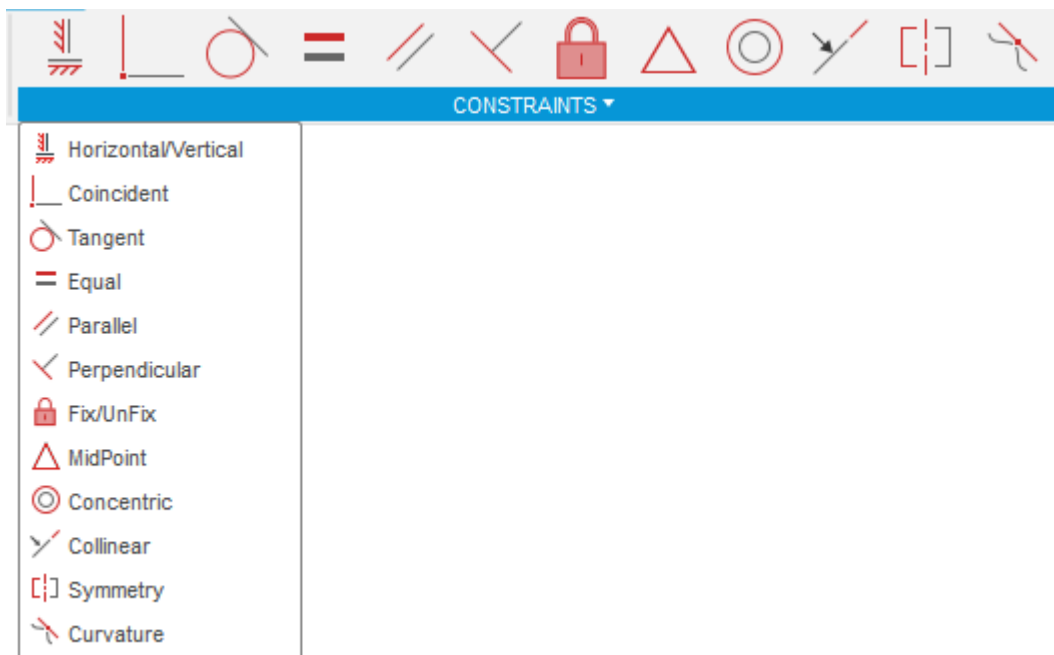 CONSTRAINTS
Horizontal/Vertical
Coincident
Tangent
Equal
Parallel
Perpendicular
Fix/UnFix
MidPoint
Concentric
Collinear
Symmetry
Curvature